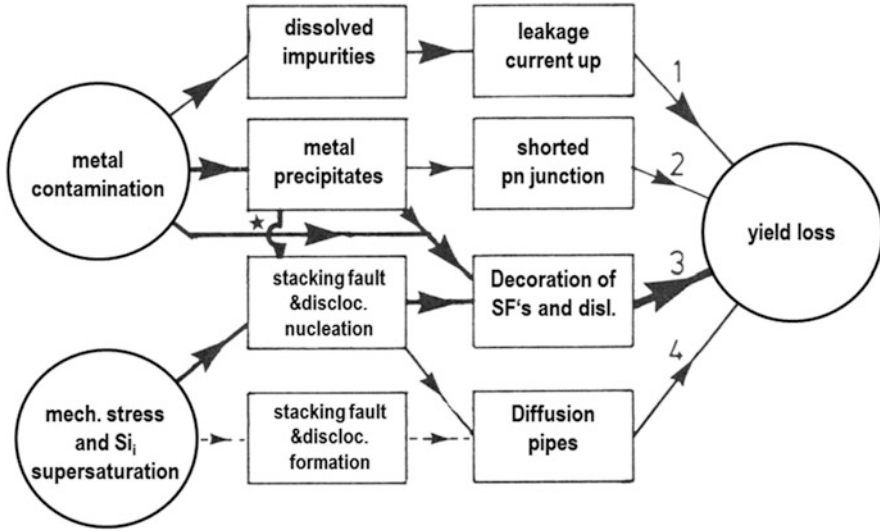 dissolved
impurities
leakage
current up
1
metal
contamination
metal
precipitates
shorted
pn junction
2
★
yield loss
stacking fault
&discloc.
nucleation
Decoration of
SF's and disl.
3
4
mech. stress
and Siᵢ
supersaturation
stacking fault
&discloc.
formation
Diffusion
pipes